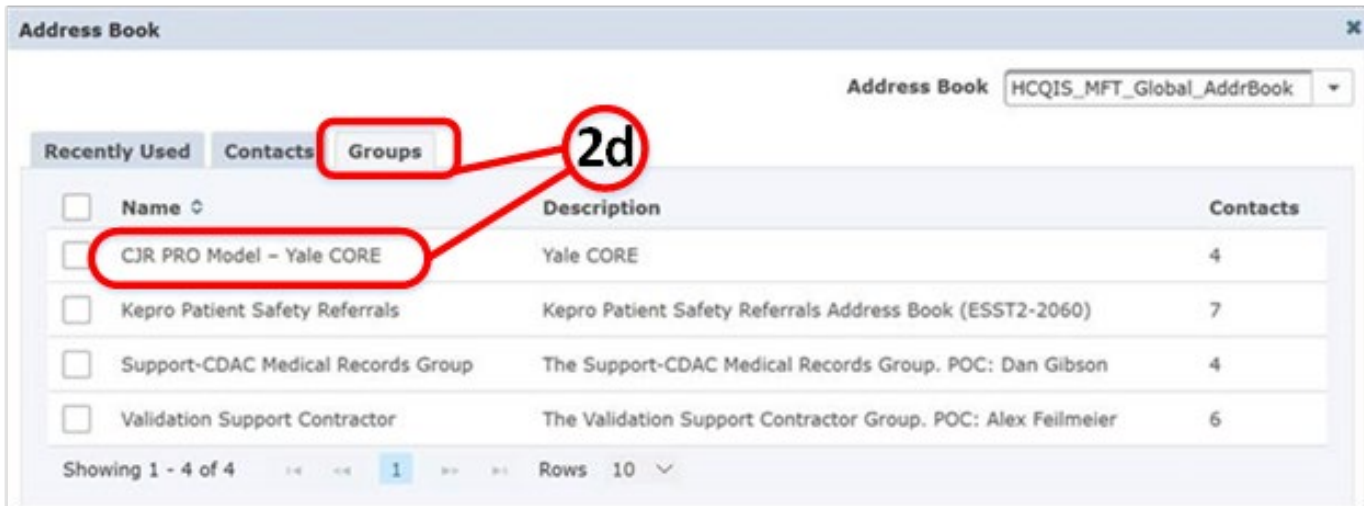 Address Book
Address Book HCQIS_MFT_Global_AddrBook
Recently Used Contacts Groups 2d
Name Description Contacts
CJR PRO Model – Yale CORE Yale CORE 4
Kepro Patient Safety Referrals Kepro Patient Safety Referrals Address Book (ESST2-2060) 7
Support-CDAC Medical Records Group The Support-CDAC Medical Records Group. POC: Dan Gibson 4
Validation Support Contractor The Validation Support Contractor Group. POC: Alex Feilmeier 6
Showing 1 - 4 of 4 1 Rows 10